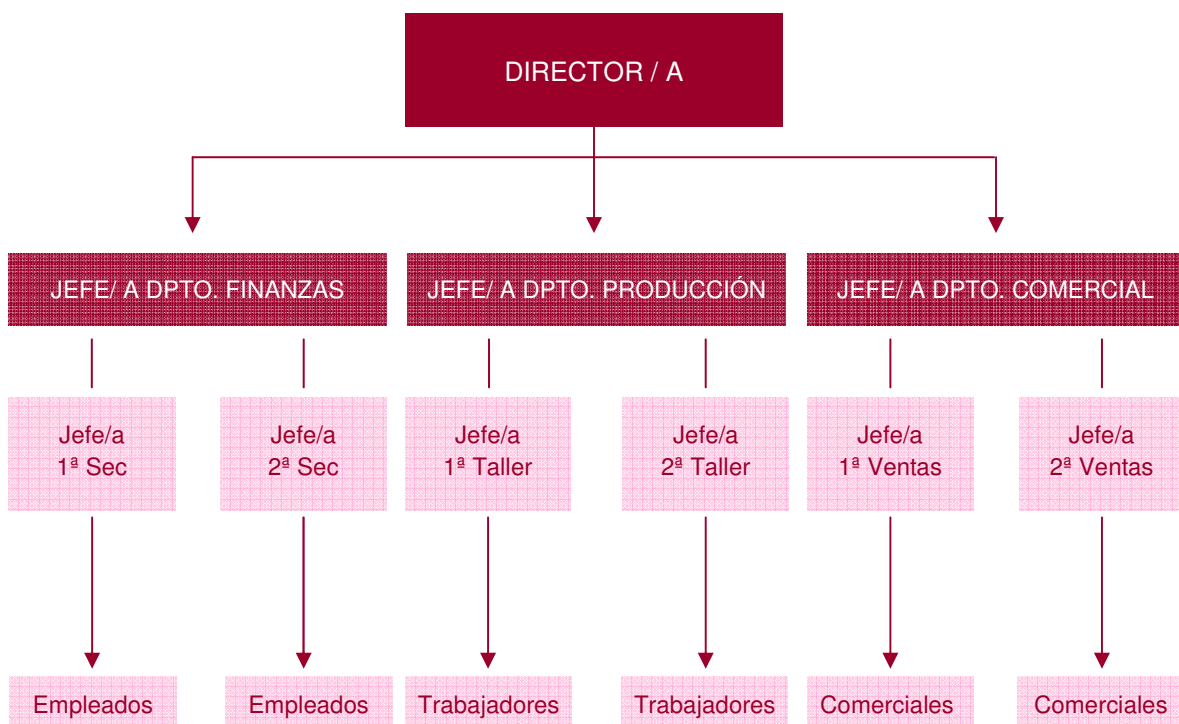 DIRECTOR / A
JEFE/ A DPTO. FINANZAS
JEFE/ A DPTO. PRODUCCIÓN
JEFE/ A DPTO. COMERCIAL
Jefe/a
1ª Sec
Jefe/a
2ª Sec
Jefe/a
1ª Taller
Jefe/a
2ª Taller
Jefe/a
1ª Ventas
Jefe/a
2ª Ventas
Empleados
Empleados
Trabajadores
Trabajadores
Comerciales
Comerciales